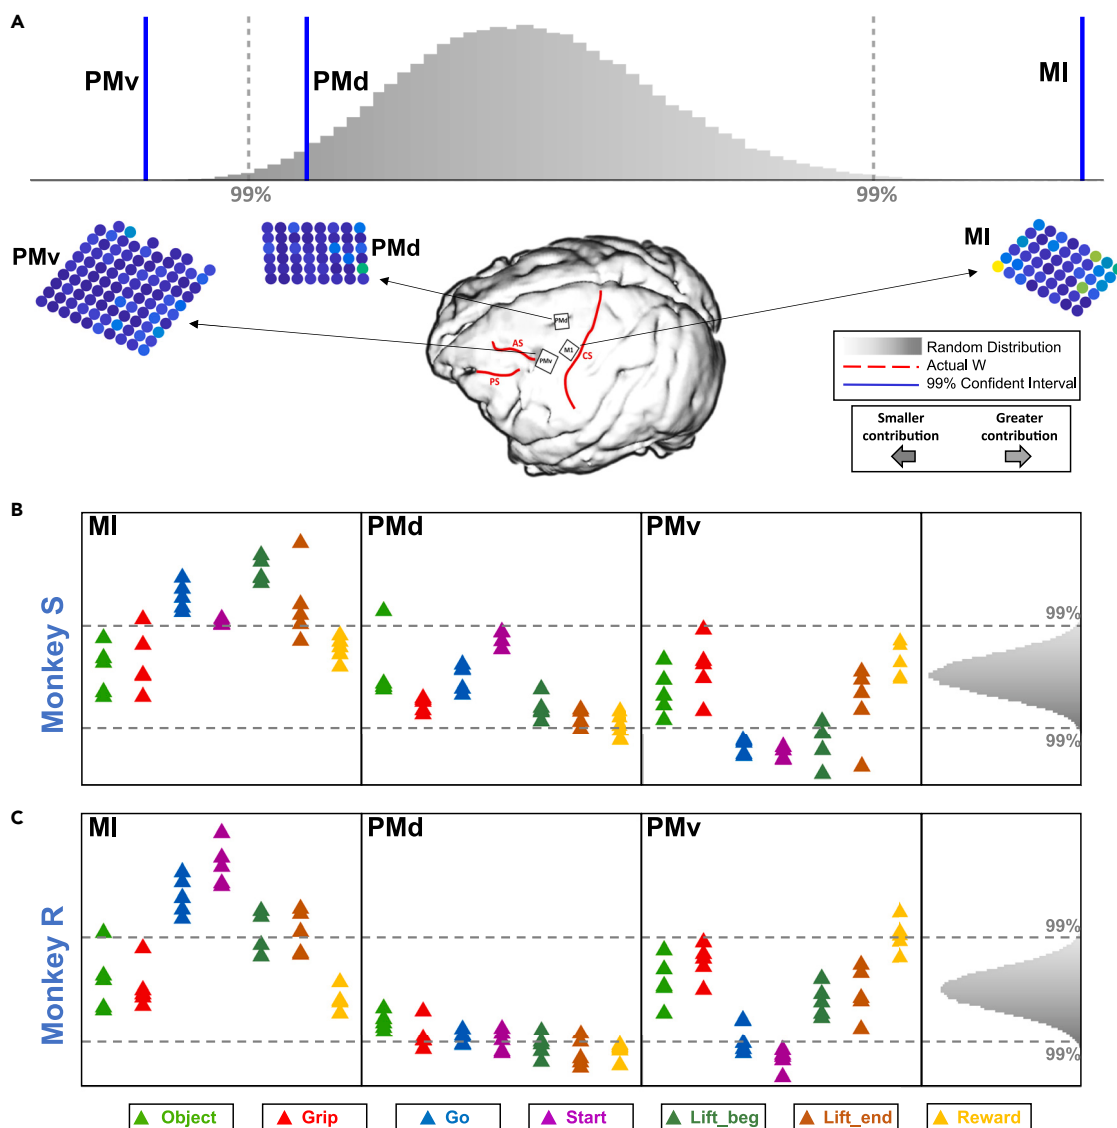 A
PMv
PMd
MI
99%
99%
PMv
PMd
MI
PMd
M1
PMv
AS
CS
PS
Random Distribution
Actual W
99% Confident Interval
Smaller
contribution
Greater
contribution
B
Monkey S
MI
PMd
PMv
99%
99%
C
Monkey R
MI
PMd
PMv
99%
99%
Object
Grip
Go
Start
Lift_beg
Lift_end
Reward